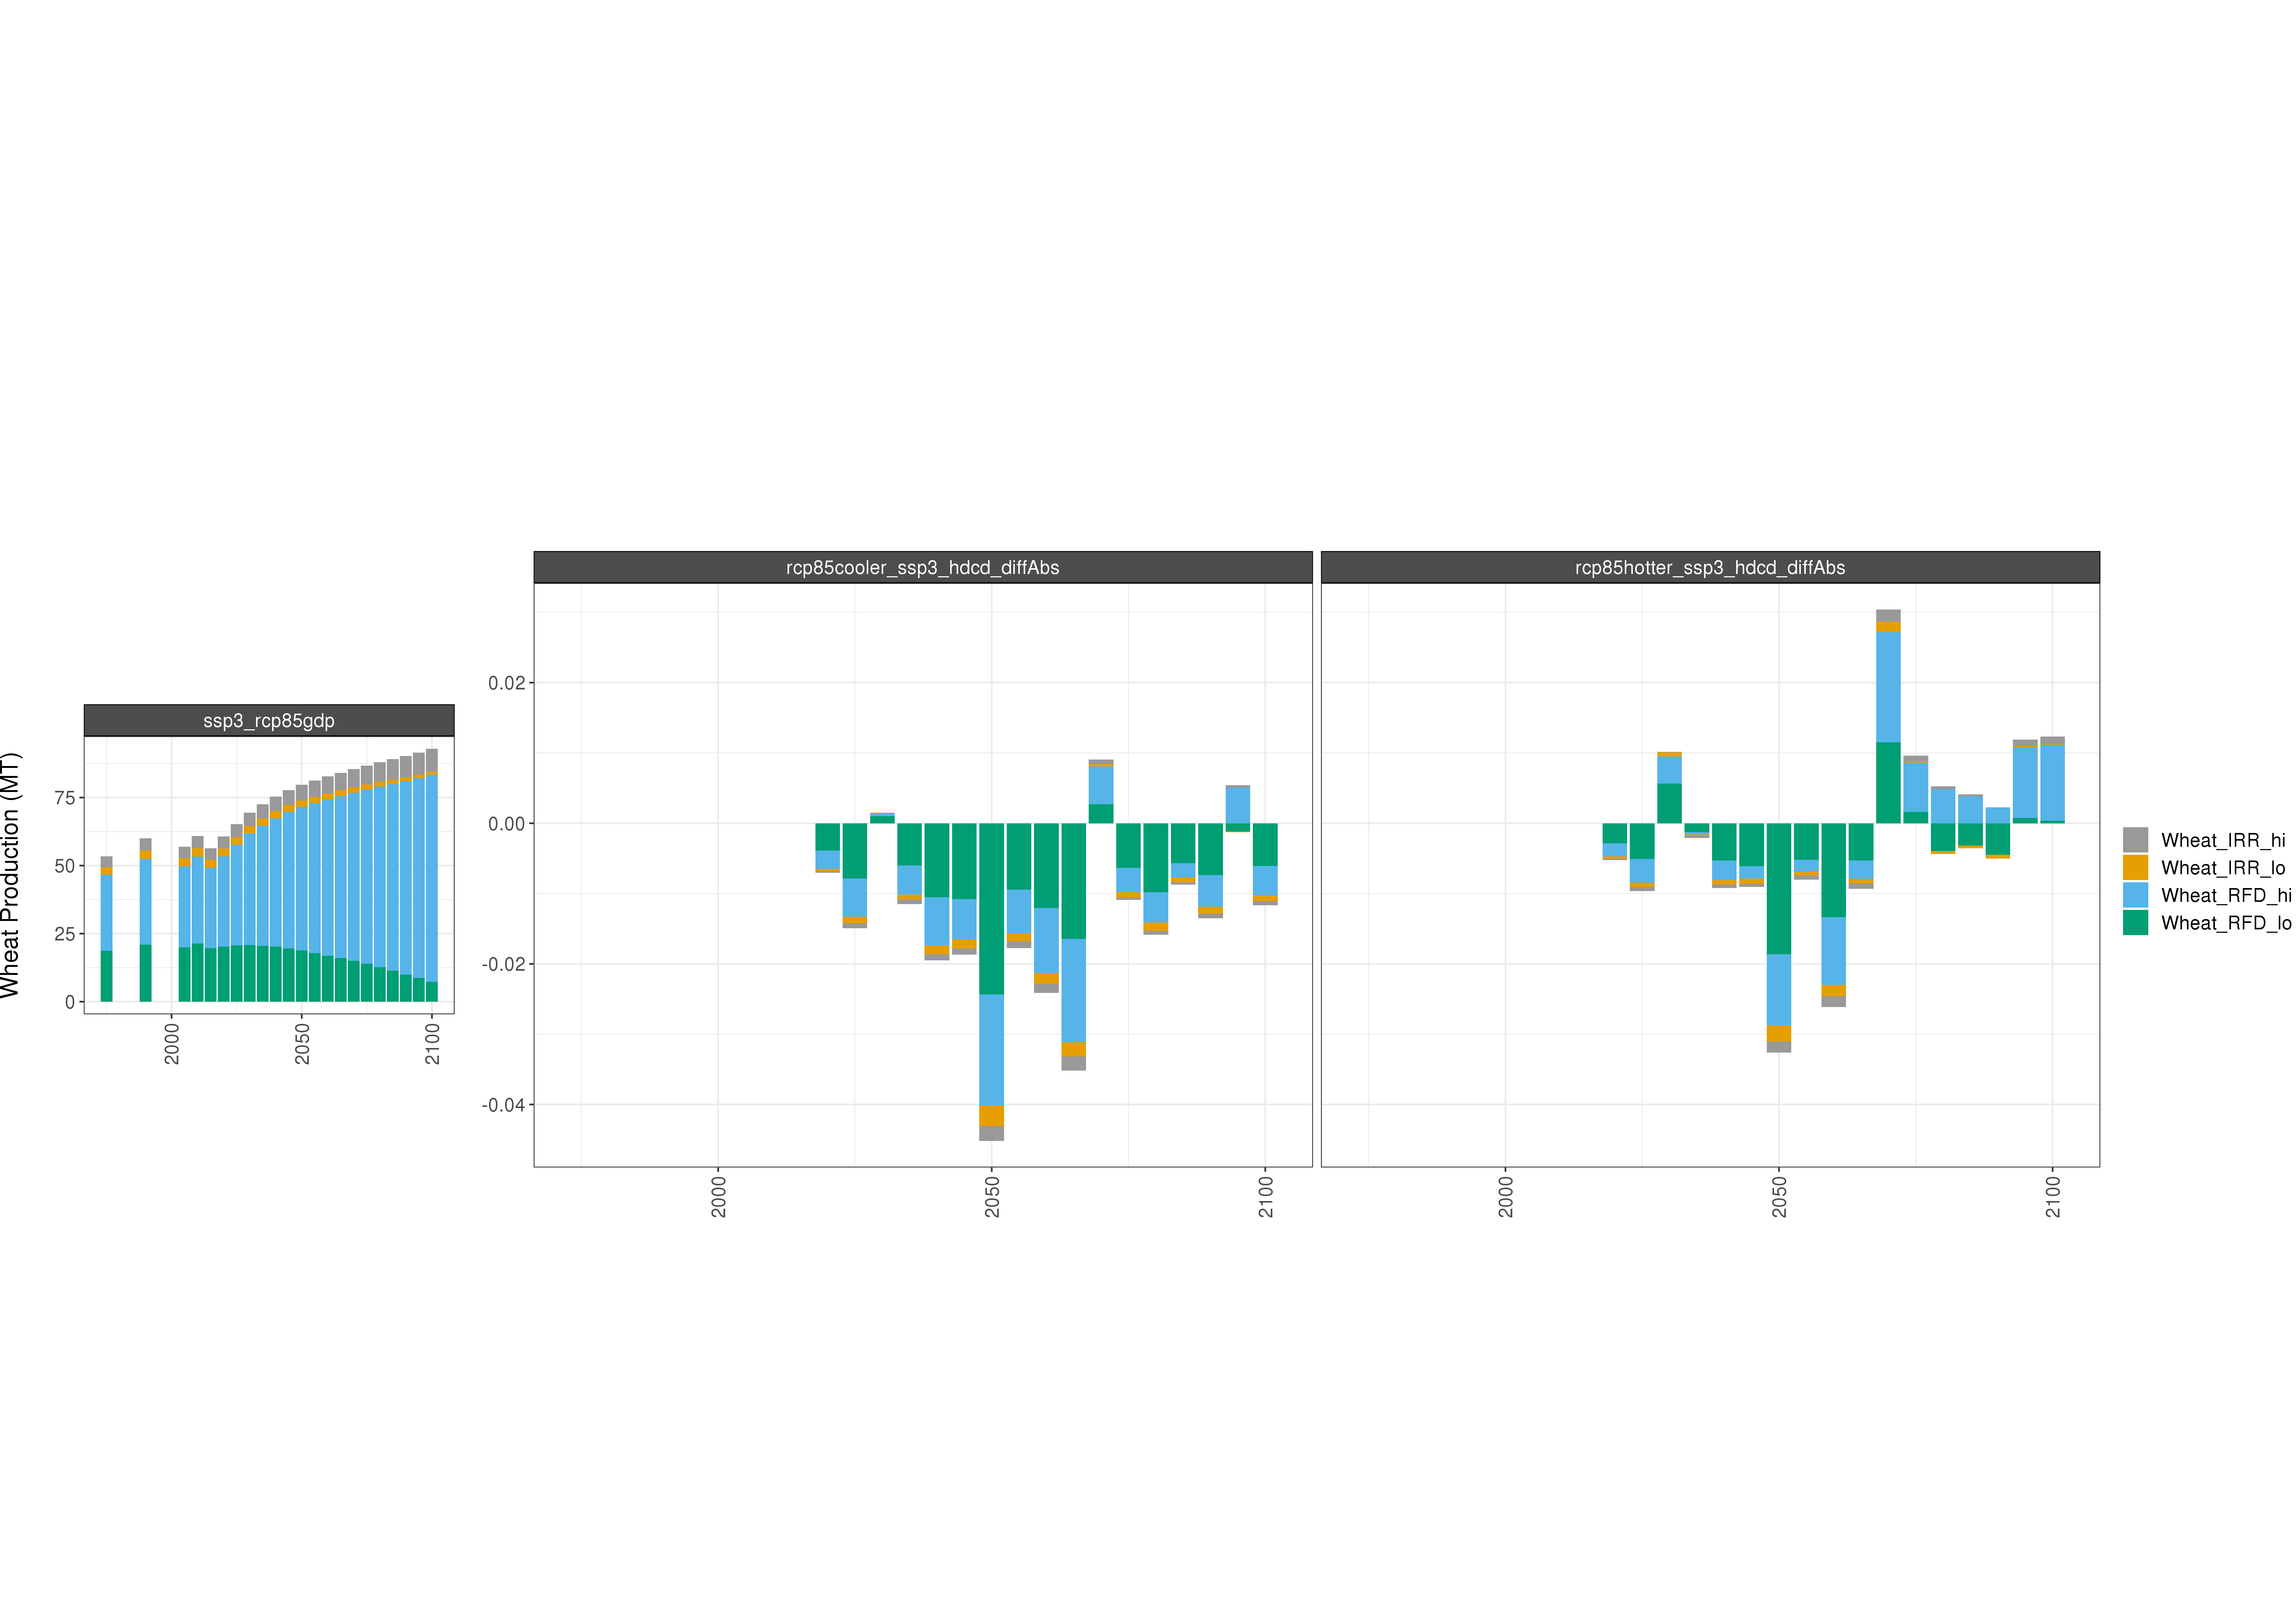 Wheat Production (MT)
ssp3_rcp85gdp
75
50
25
0
2000
2050
2100
rcp85cooler_ssp3_hdcd_diffAbs
rcp85hotter_ssp3_hdcd_diffAbs
0.02
0.00
-0.02
-0.04
2000
2050
2100
2000
2050
2100
Wheat_IRR_hi
Wheat_IRR_lo
Wheat_RFD_hi
Wheat_RFD_lo